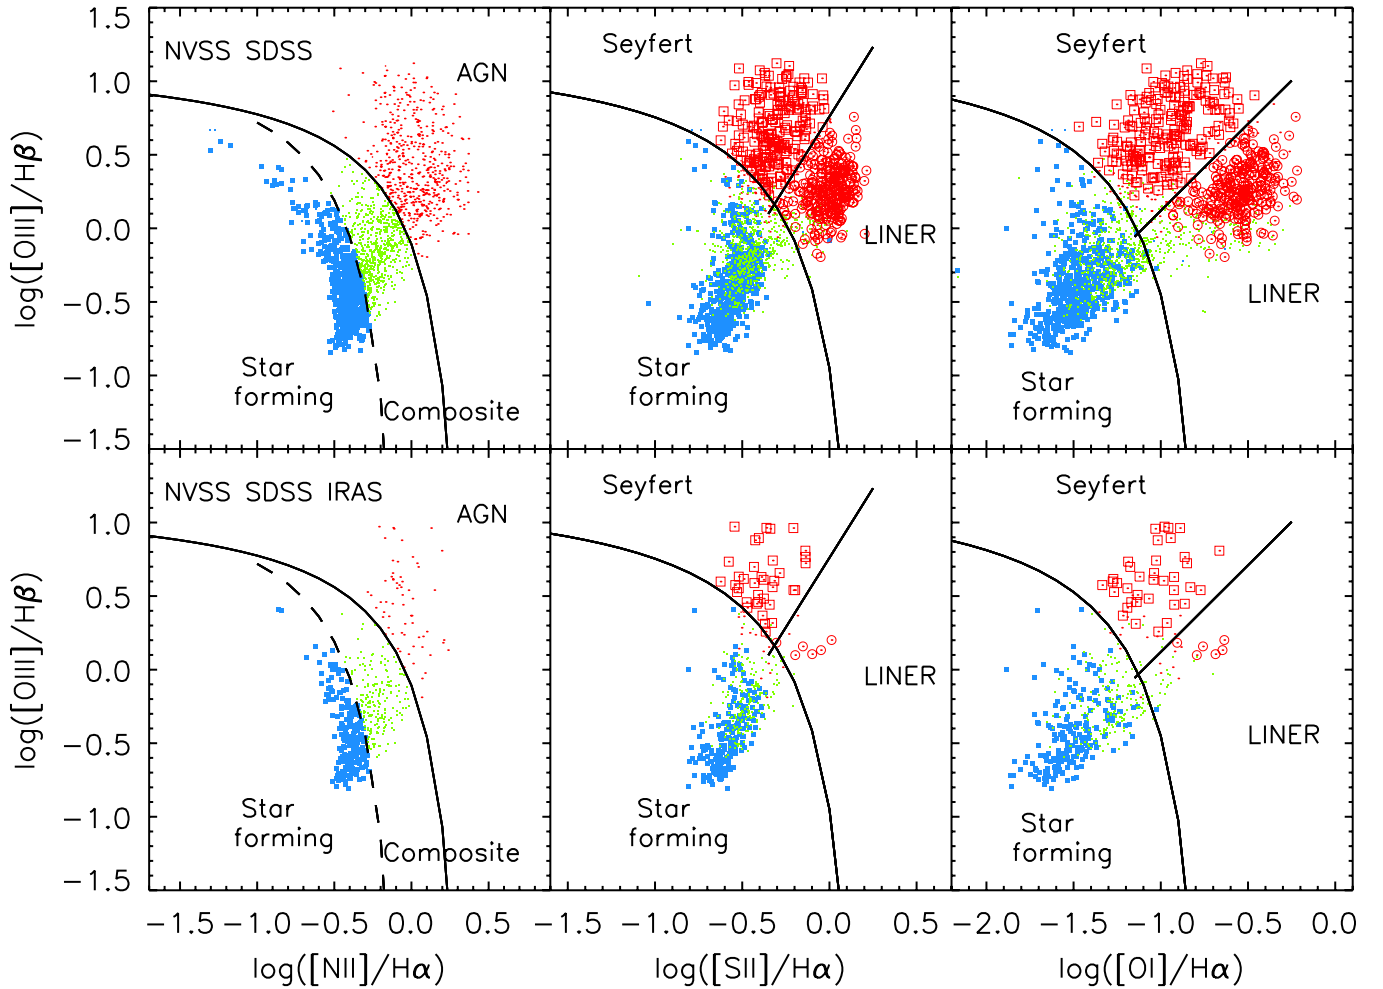 1.5
1.0
0.5
0.0
−0.5
−1.0
−1.5
log([OIII]/Hβ)
NVSS SDSS
AGN
Star
forming
Composite
Seyfert
LINER
Star
forming
Seyfert
LINER
Star
forming
1.0
0.5
0.0
−0.5
−1.0
−1.5
log([OIII]/Hβ)
NVSS SDSS IRAS
AGN
Star
forming
Composite
Seyfert
LINER
Star
forming
Seyfert
LINER
Star
forming
−1.5 −1.0 −0.5 0.0 0.5
−1.0 −0.5 0.0 0.5
−2.0 −1.5 −1.0 −0.5 0.0
log([NII]/Hα)
log([SII]/Hα)
log([OI]/Hα)